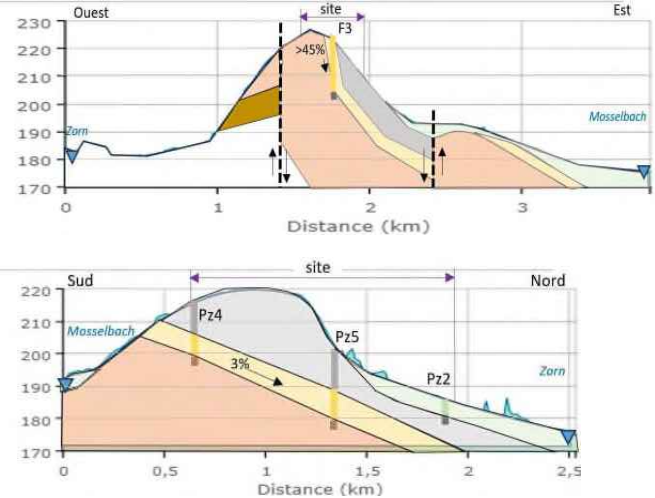 Ouest site Est
230
220
210
200
190
180
170
F3
>45%
Zorn
Mosselbach
0 1 2 3
Distance (km)
Sud site Nord
220
210
200
190
180
170
Pz4
Mosselbach
Pz5
3%
Pz2
Zorn
0 0,5 1 1,5 2 2,5
Distance (km)